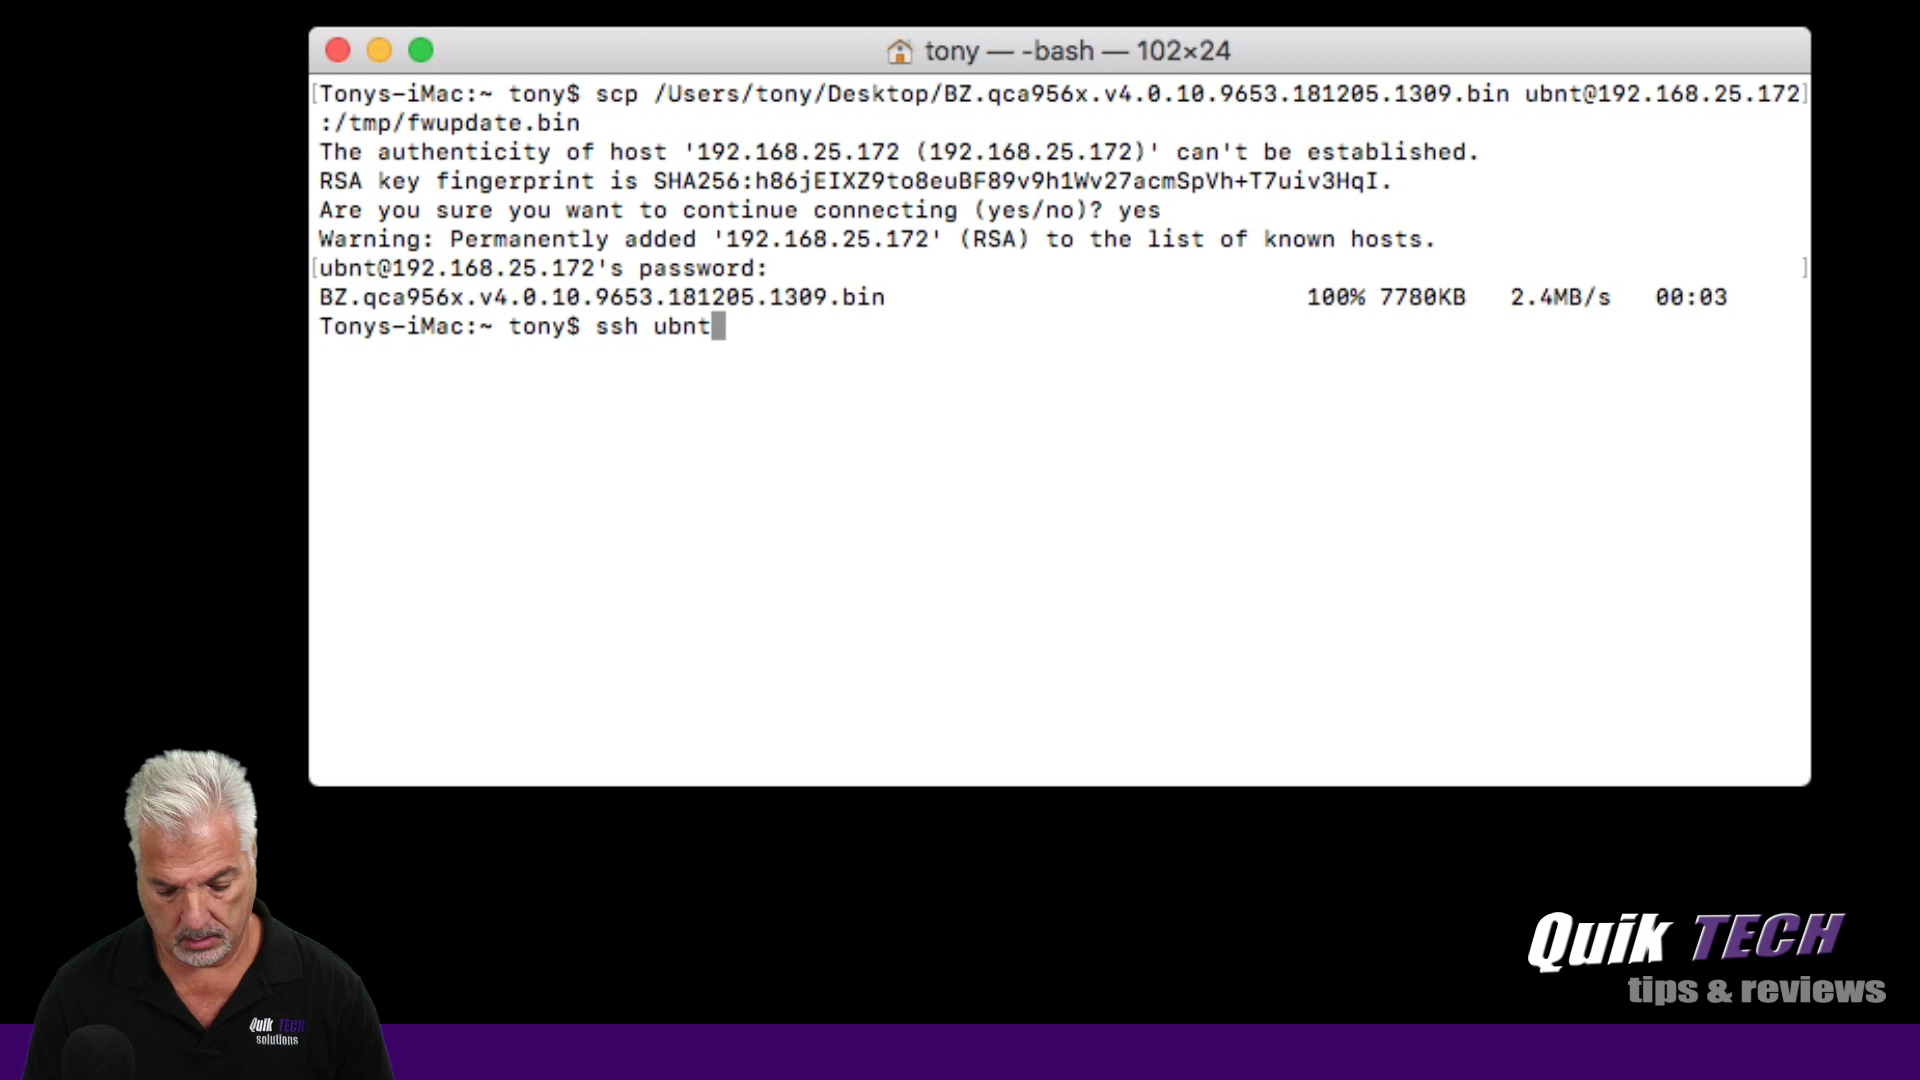 tony — -bash — 102×24
[Tonys-iMac:~ tony$ scp /Users/tony/Desktop/BZ.qca956x.v4.0.10.9653.181205.1309.bin ubnt@192.168.25.172]
:/tmp/fwupdate.bin
The authenticity of host '192.168.25.172 (192.168.25.172)' can't be established.
RSA key fingerprint is SHA256:h86jEIXZ9to8euBF89v9h1Wv27acmSpVh+T7uiv3HqI.
Are you sure you want to continue connecting (yes/no)? yes
Warning: Permanently added '192.168.25.172' (RSA) to the list of known hosts.
[ubnt@192.168.25.172's password: ]
BZ.qca956x.v4.0.10.9653.181205.1309.bin 100% 7780KB 2.4MB/s 00:03
Tonys-iMac:~ tony$ ssh ubnt
Quik TECH
tips & reviews
Quik TECH
solutions